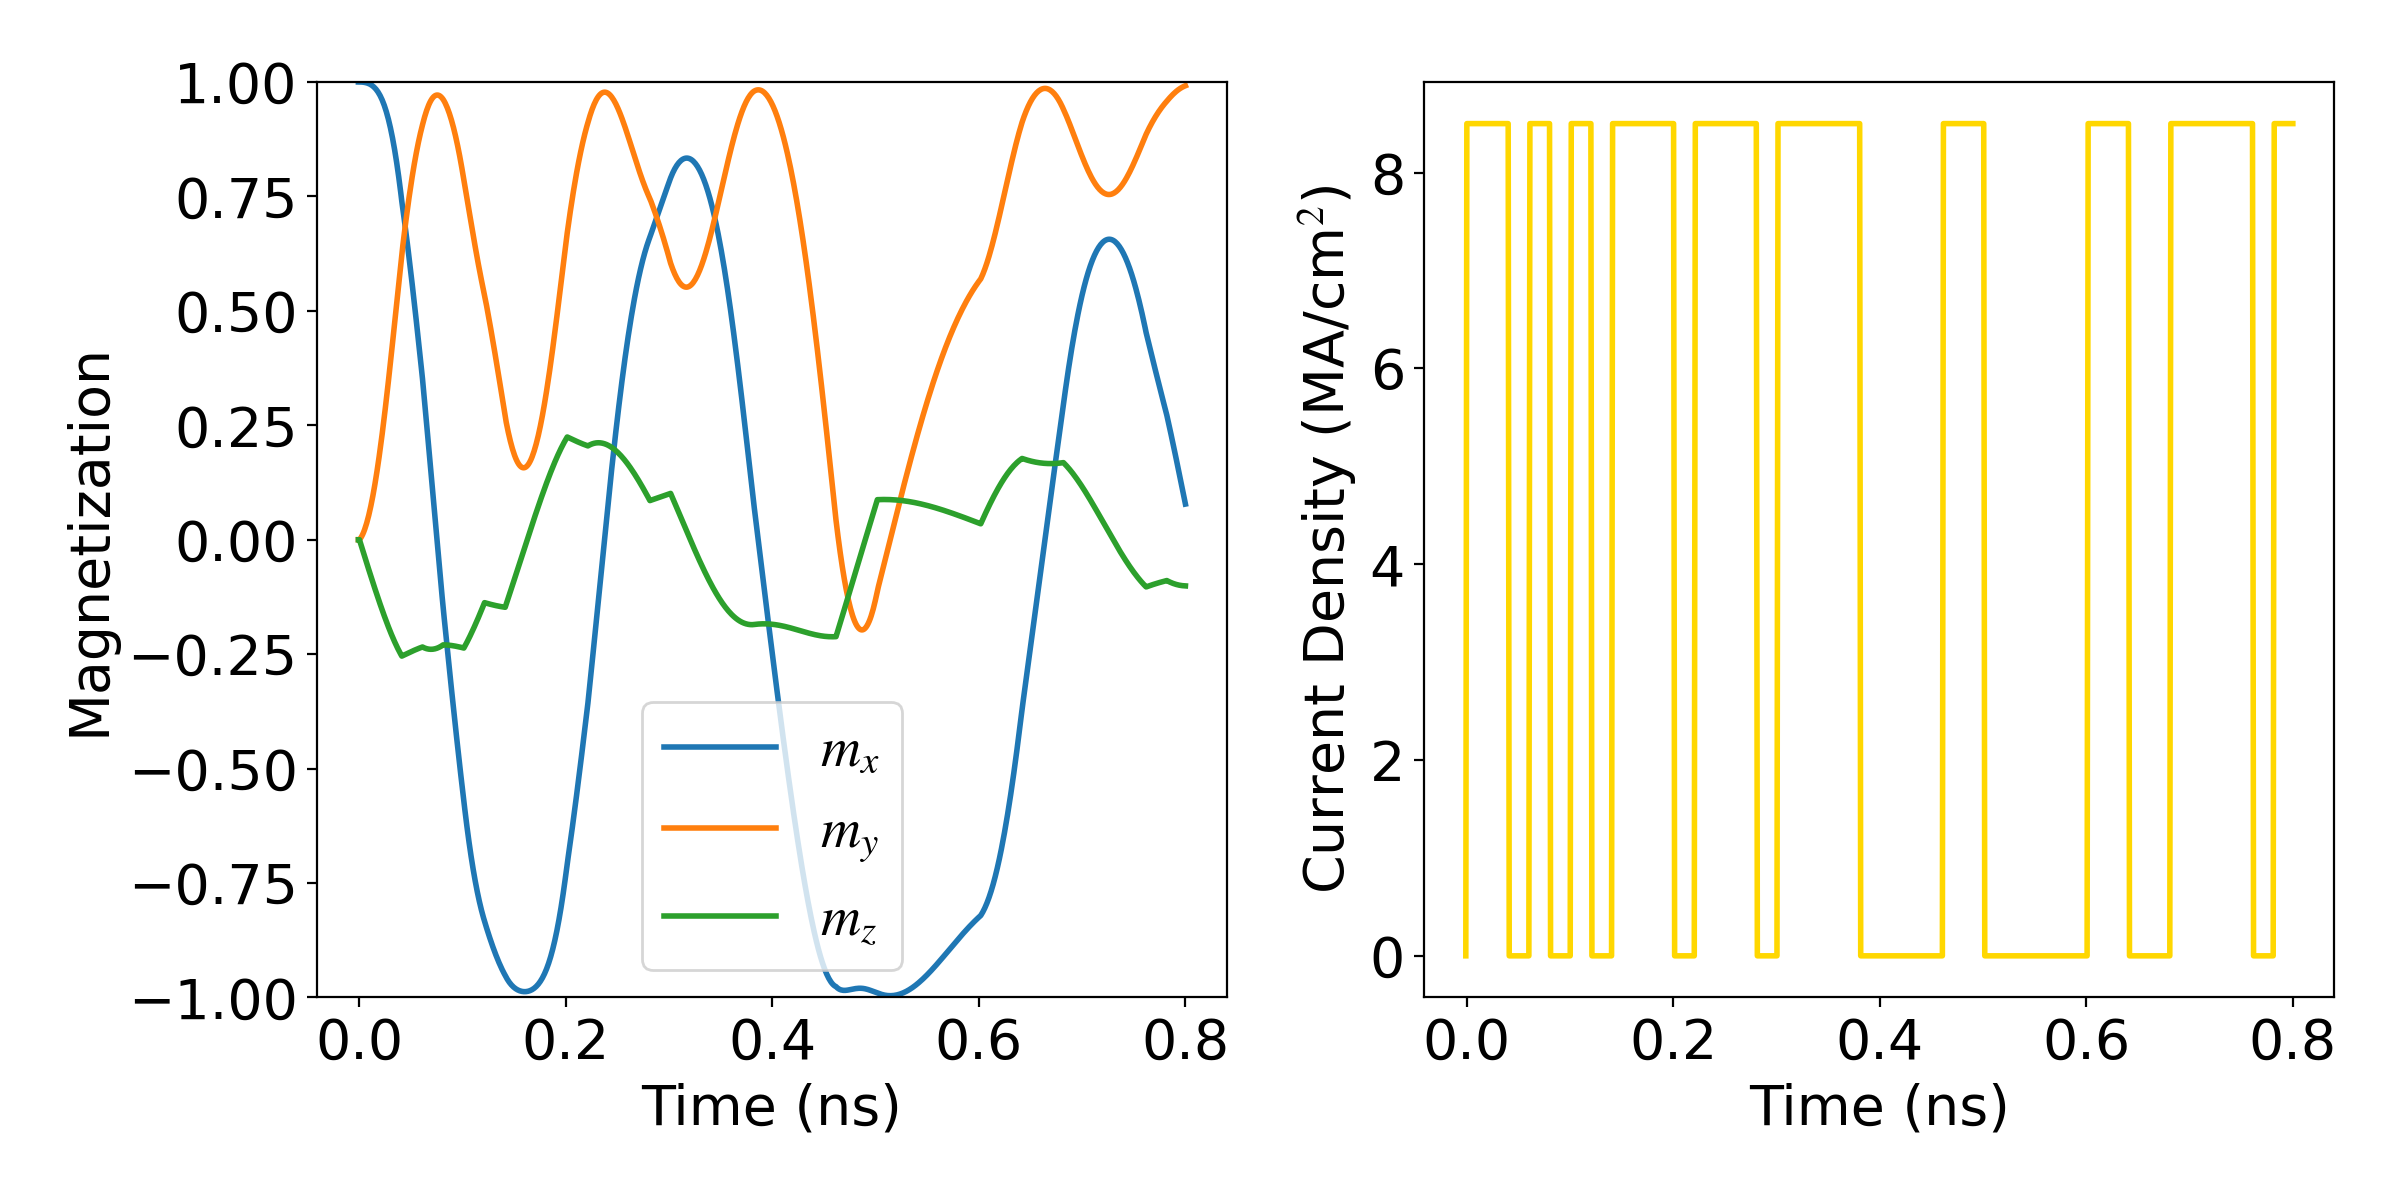 1.00
0.75
0.50
0.25
0.00
−0.25
−0.50
−0.75
−1.00
Magnetization
0.0 0.2 0.4 0.6 0.8
Time (ns)
m_x
m_y
m_z
8
6
4
2
0
Current Density (MA/cm²)
0.0 0.2 0.4 0.6 0.8
Time (ns)